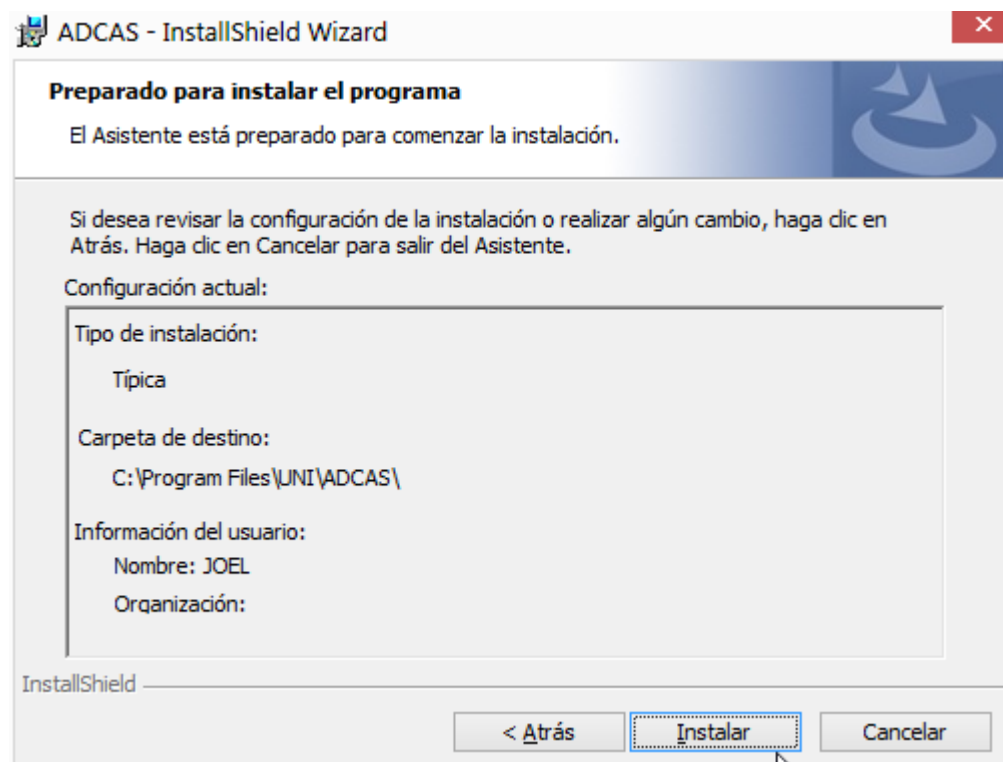 ADCAS - InstallShield Wizard
Preparado para instalar el programa
El Asistente está preparado para comenzar la instalación.
Si desea revisar la configuración de la instalación o realizar algún cambio, haga clic en
Atrás. Haga clic en Cancelar para salir del Asistente.
Configuración actual:
Tipo de instalación:
Típica
Carpeta de destino:
C:\Program Files\UNI\ADCAS\
Información del usuario:
Nombre: JOEL
Organización:
InstallShield
< Atrás Instalar Cancelar